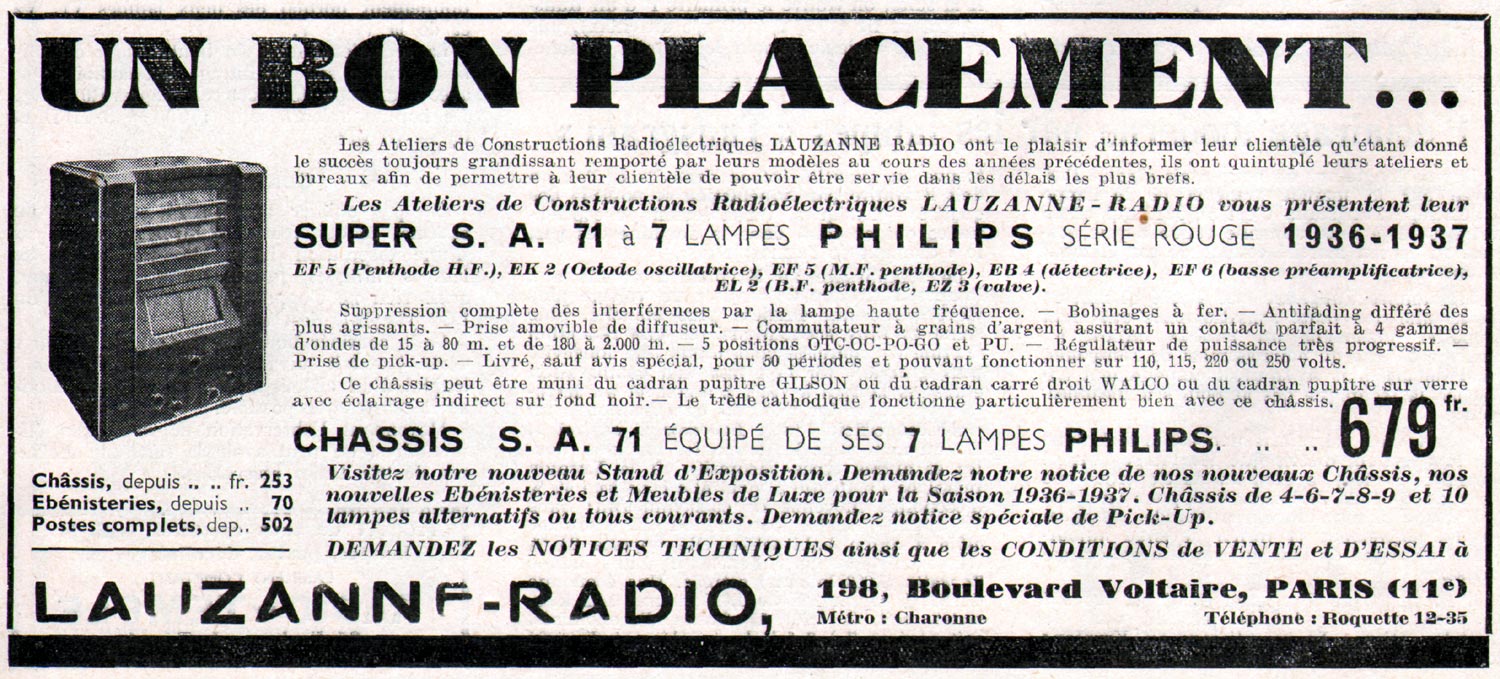 UN BON PLACEMENT...
Les Ateliers de Constructions Radioélectriques LAUZANNE RADIO ont le plaisir d'informer leur clientèle qu'étant donné
le succès toujours grandissant remporté par leurs modèles au cours des années précédentes, ils ont quintuplé leurs ateliers et
bureaux afin de permettre à leur clientèle de pouvoir être servie dans les délais les plus brefs.
Les Ateliers de Constructions Radioélectriques LAUZANNE-RADIO vous présentent leur
SUPER S. A. 71 à 7 LAMPES PHILIPS SÉRIE ROUGE 1936-1937
EF 5 (Penthode H.F.), EK 2 (Octode oscillatrice), EF 5 (M.F. penthode), EB 4 (détectrice), EF 6 (basse préamplificatrice),
EL 2 (B.F. penthode, EZ 3 (valve).
Suppression complète des interférences par la lampe haute fréquence. — Bobinages à fer. — Antifading différé des
plus agissants. — Prise amovible de diffuseur. — Commutateur à grains d'argent assurant un contact parfait à 4 gammes
d'ondes de 15 à 80 m. et de 180 à 2.000 m. — 5 positions OTC-OC-PO-GO et PU. — Régulateur de puissance très progressif. —
Prise de pick-up. — Livré, sauf avis spécial, pour 50 périodes et pouvant fonctionner sur 110, 115, 220 ou 250 volts.
Ce châssis peut être muni du cadran pupître GILSON ou du cadran carré droit WALCO ou du cadran pupître sur verre
avec éclairage indirect sur fond noir.— Le trèfle cathodique fonctionne particulièrement bien avec ce châssis.
CHASSIS S. A. 71 ÉQUIPÉ DE SES 7 LAMPES PHILIPS. .. .. 679 fr.
Châssis, depuis .. .. fr. 253
Ebénisteries, depuis .. 70
Postes complets, dep.. 502
Visitez notre nouveau Stand d'Exposition. Demandez notre notice de nos nouveaux Châssis, nos
nouvelles Ebénisteries et Meubles de Luxe pour la Saison 1936-1937. Châssis de 4-6-7-8-9 et 10
lampes alternatifs ou tous courants. Demandez notice spéciale de Pick-Up.
DEMANDEZ les NOTICES TECHNIQUES ainsi que les CONDITIONS de VENTE et D'ESSAI à
LAUZANNE-RADIO,
198, Boulevard Voltaire, PARIS (11e)
Métro : Charonne Téléphone : Roquette 12-35